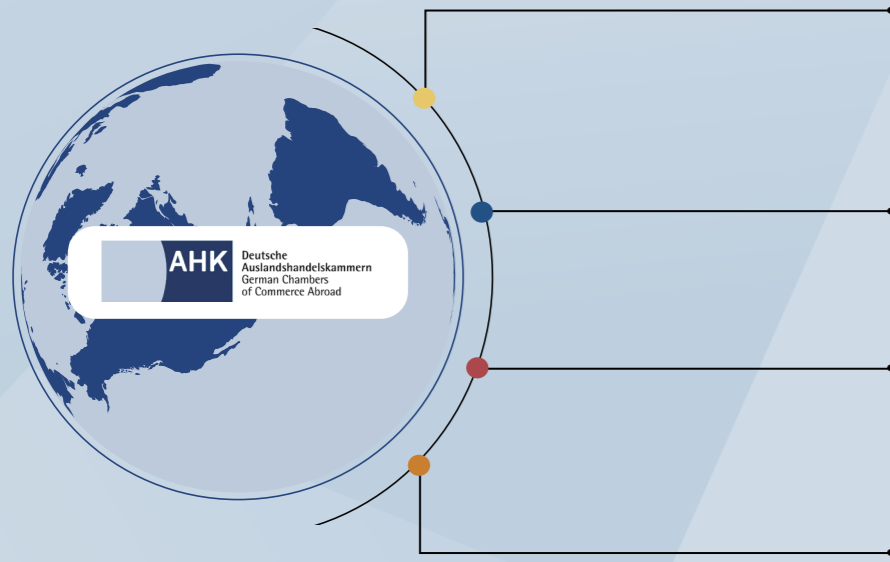 AHK
Deutsche
Auslandshandelskammern
German Chambers
of Commerce Abroad